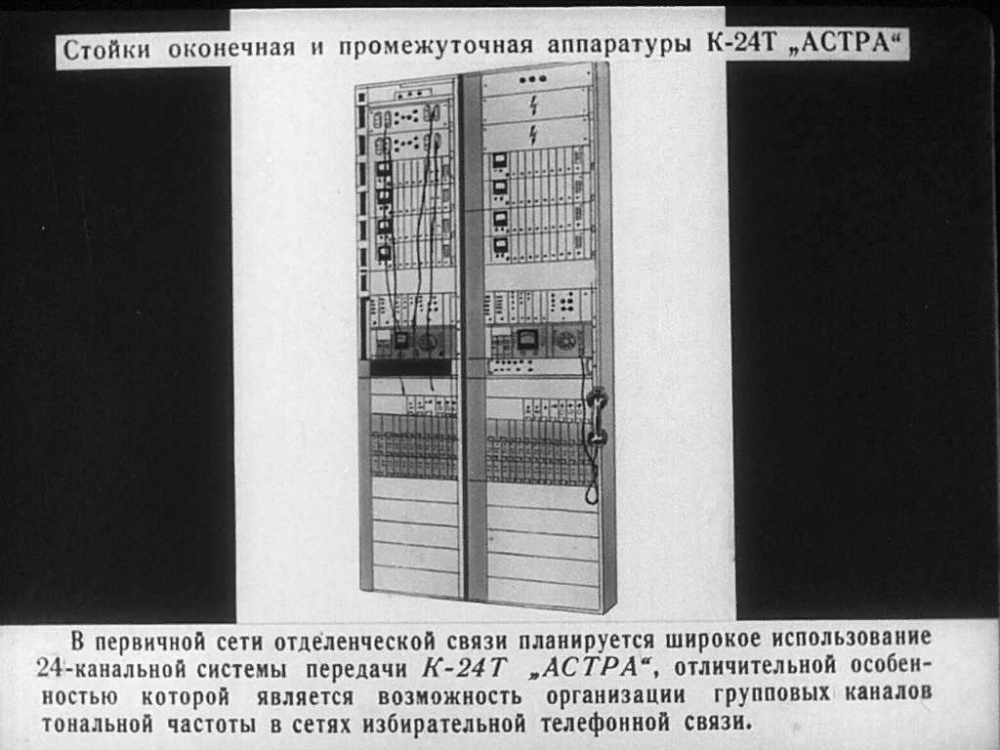 Стойки оконечная и промежуточная аппаратуры К-24Т „АСТРА“
В первичной сети отделенческой связи планируется широкое использование
24-канальной системы передачи К-24Т „АСТРА“, отличительной особен-
ностью которой является возможность организации групповых каналов
тональной частоты в сетях избирательной телефонной связи.